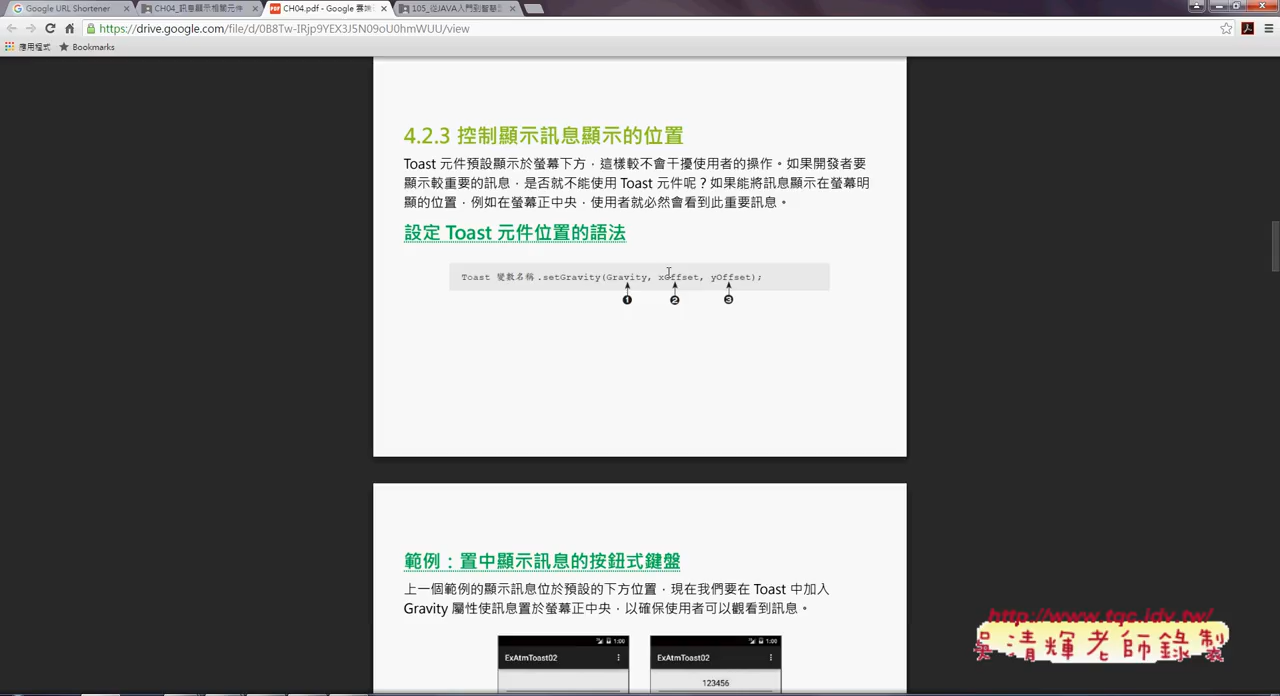 Google URL Shortener
CH04_訊息顯示相關元件
CH04.pdf - Google 雲端
105_從JAVA入門到智慧
https://drive.google.com/file/d/0B8Tw-IRjp9YEX3J5N09oU0hmWUU/view
應用程式
Bookmarks
4.2.3 控制顯示訊息顯示的位置
Toast 元件預設顯示於螢幕下方，這樣較不會干擾使用者的操作。如果開發者要
顯示較重要的訊息，是否就不能使用 Toast 元件呢？如果能將訊息顯示在螢幕明
顯的位置，例如在螢幕正中央，使用者就必然會看到此重要訊息。
設定 Toast 元件位置的語法
Toast 變數名稱.setGravity(Gravity, xOffset, yOffset);
❶ ❷ ❸
範例：置中顯示訊息的按鈕式鍵盤
上一個範例的顯示訊息位於預設的下方位置，現在我們要在 Toast 中加入
Gravity 屬性使訊息置於螢幕正中央，以確保使用者可以觀看到訊息。
1:00
1:00
ExAtmToast02
ExAtmToast02
123456
http://www.tqc.idv.tw/
吳清輝老師錄製